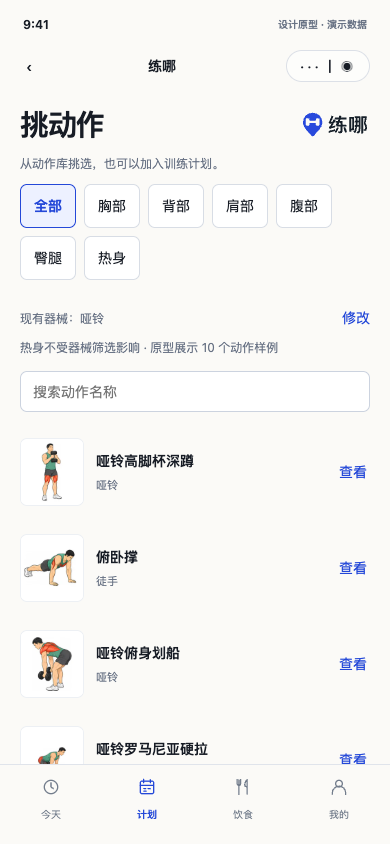 9:41
设计原型 · 演示数据
‹ 练哪
挑动作
练哪
从动作库挑选，也可以加入训练计划。
全部 胸部 背部 肩部 腹部
臀腿 热身
现有器械：哑铃 修改
热身不受器械筛选影响 · 原型展示 10 个动作样例
搜索动作名称
哑铃高脚杯深蹲
哑铃
查看
俯卧撑
徒手
查看
哑铃俯身划船
哑铃
查看
哑铃罗马尼亚硬拉
查看
今天 计划 饮食 我的